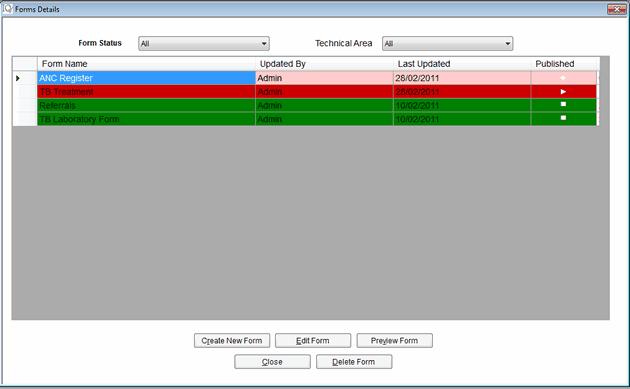 Forms Details
Form Status All Technical Area All
Form Name Updated By Last Updated Published
ANC Register Admin 28/02/2011
TB Treatment Admin 28/02/2011
Referrals Admin 10/02/2011
TB Laboratory Form Admin 10/02/2011
Create New Form Edit Form Preview Form
Close Delete Form